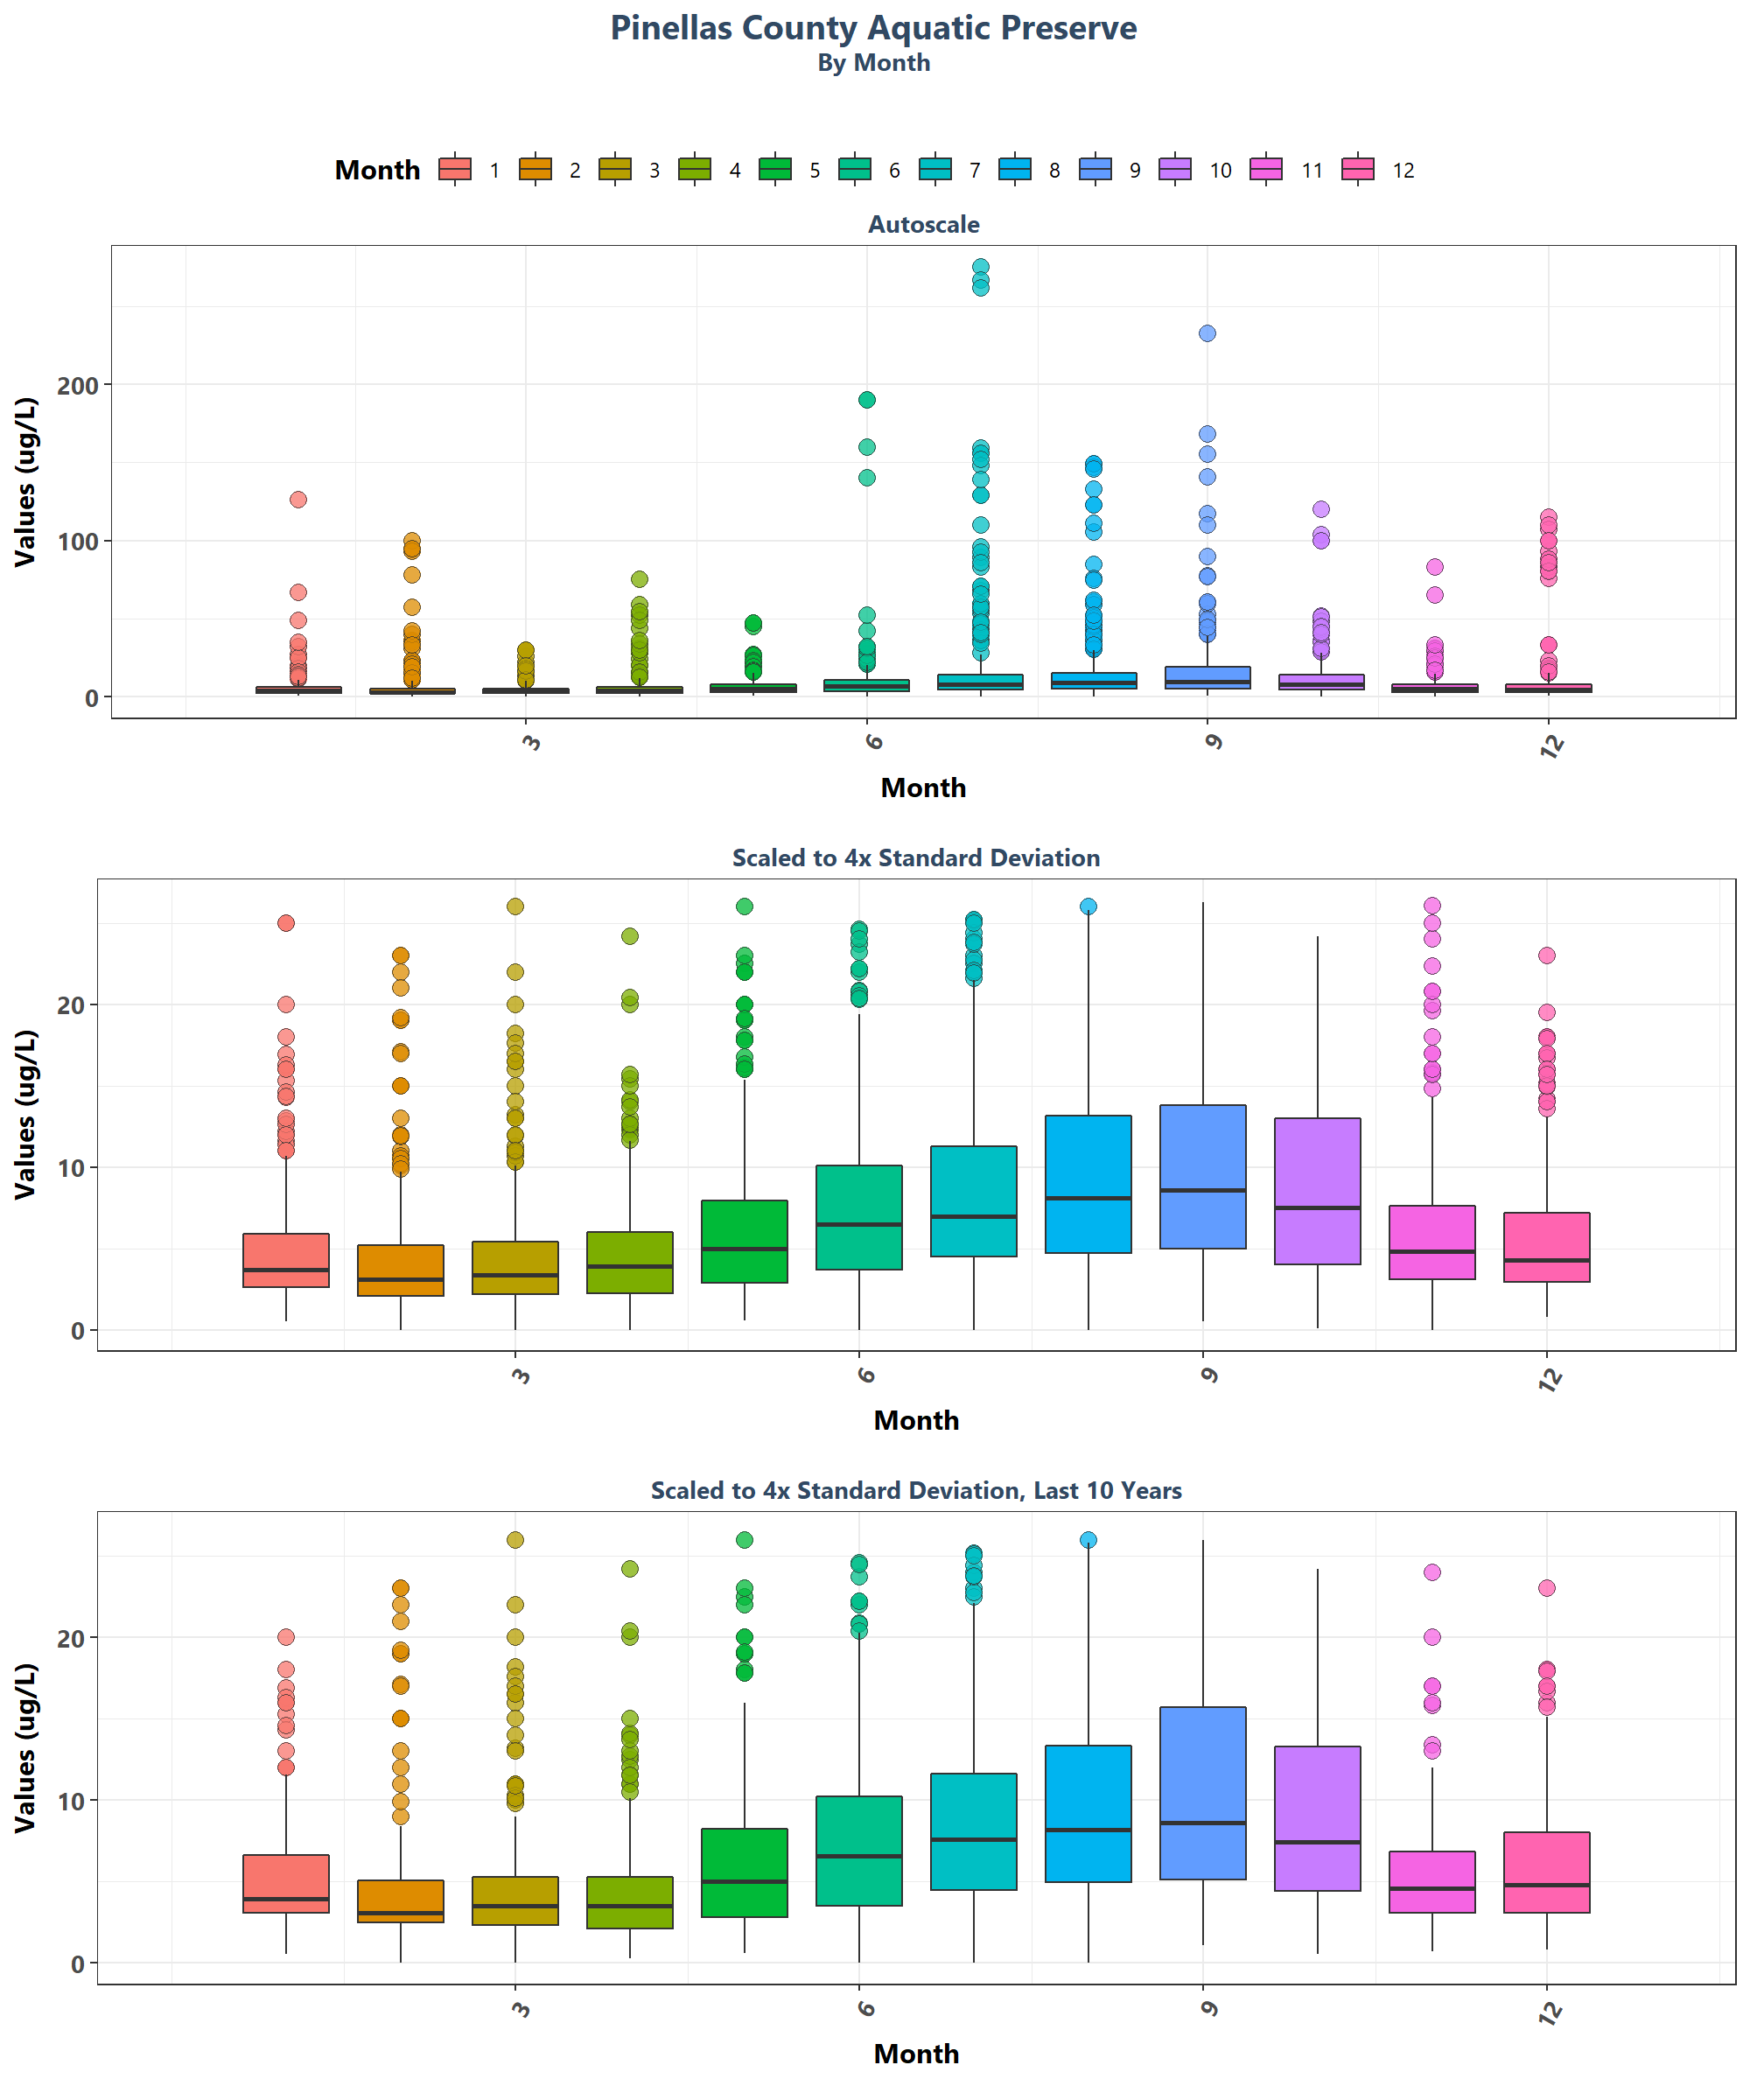 Pinellas County Aquatic Preserve
By Month
Month 1 2 3 4 5 6 7 8 9 10 11 12
Autoscale
Values (ug/L)
200
100
0
3 6 9 12
Month
Scaled to 4x Standard Deviation
Values (ug/L)
20
10
0
3 6 9 12
Month
Scaled to 4x Standard Deviation, Last 10 Years
Values (ug/L)
20
10
0
3 6 9 12
Month